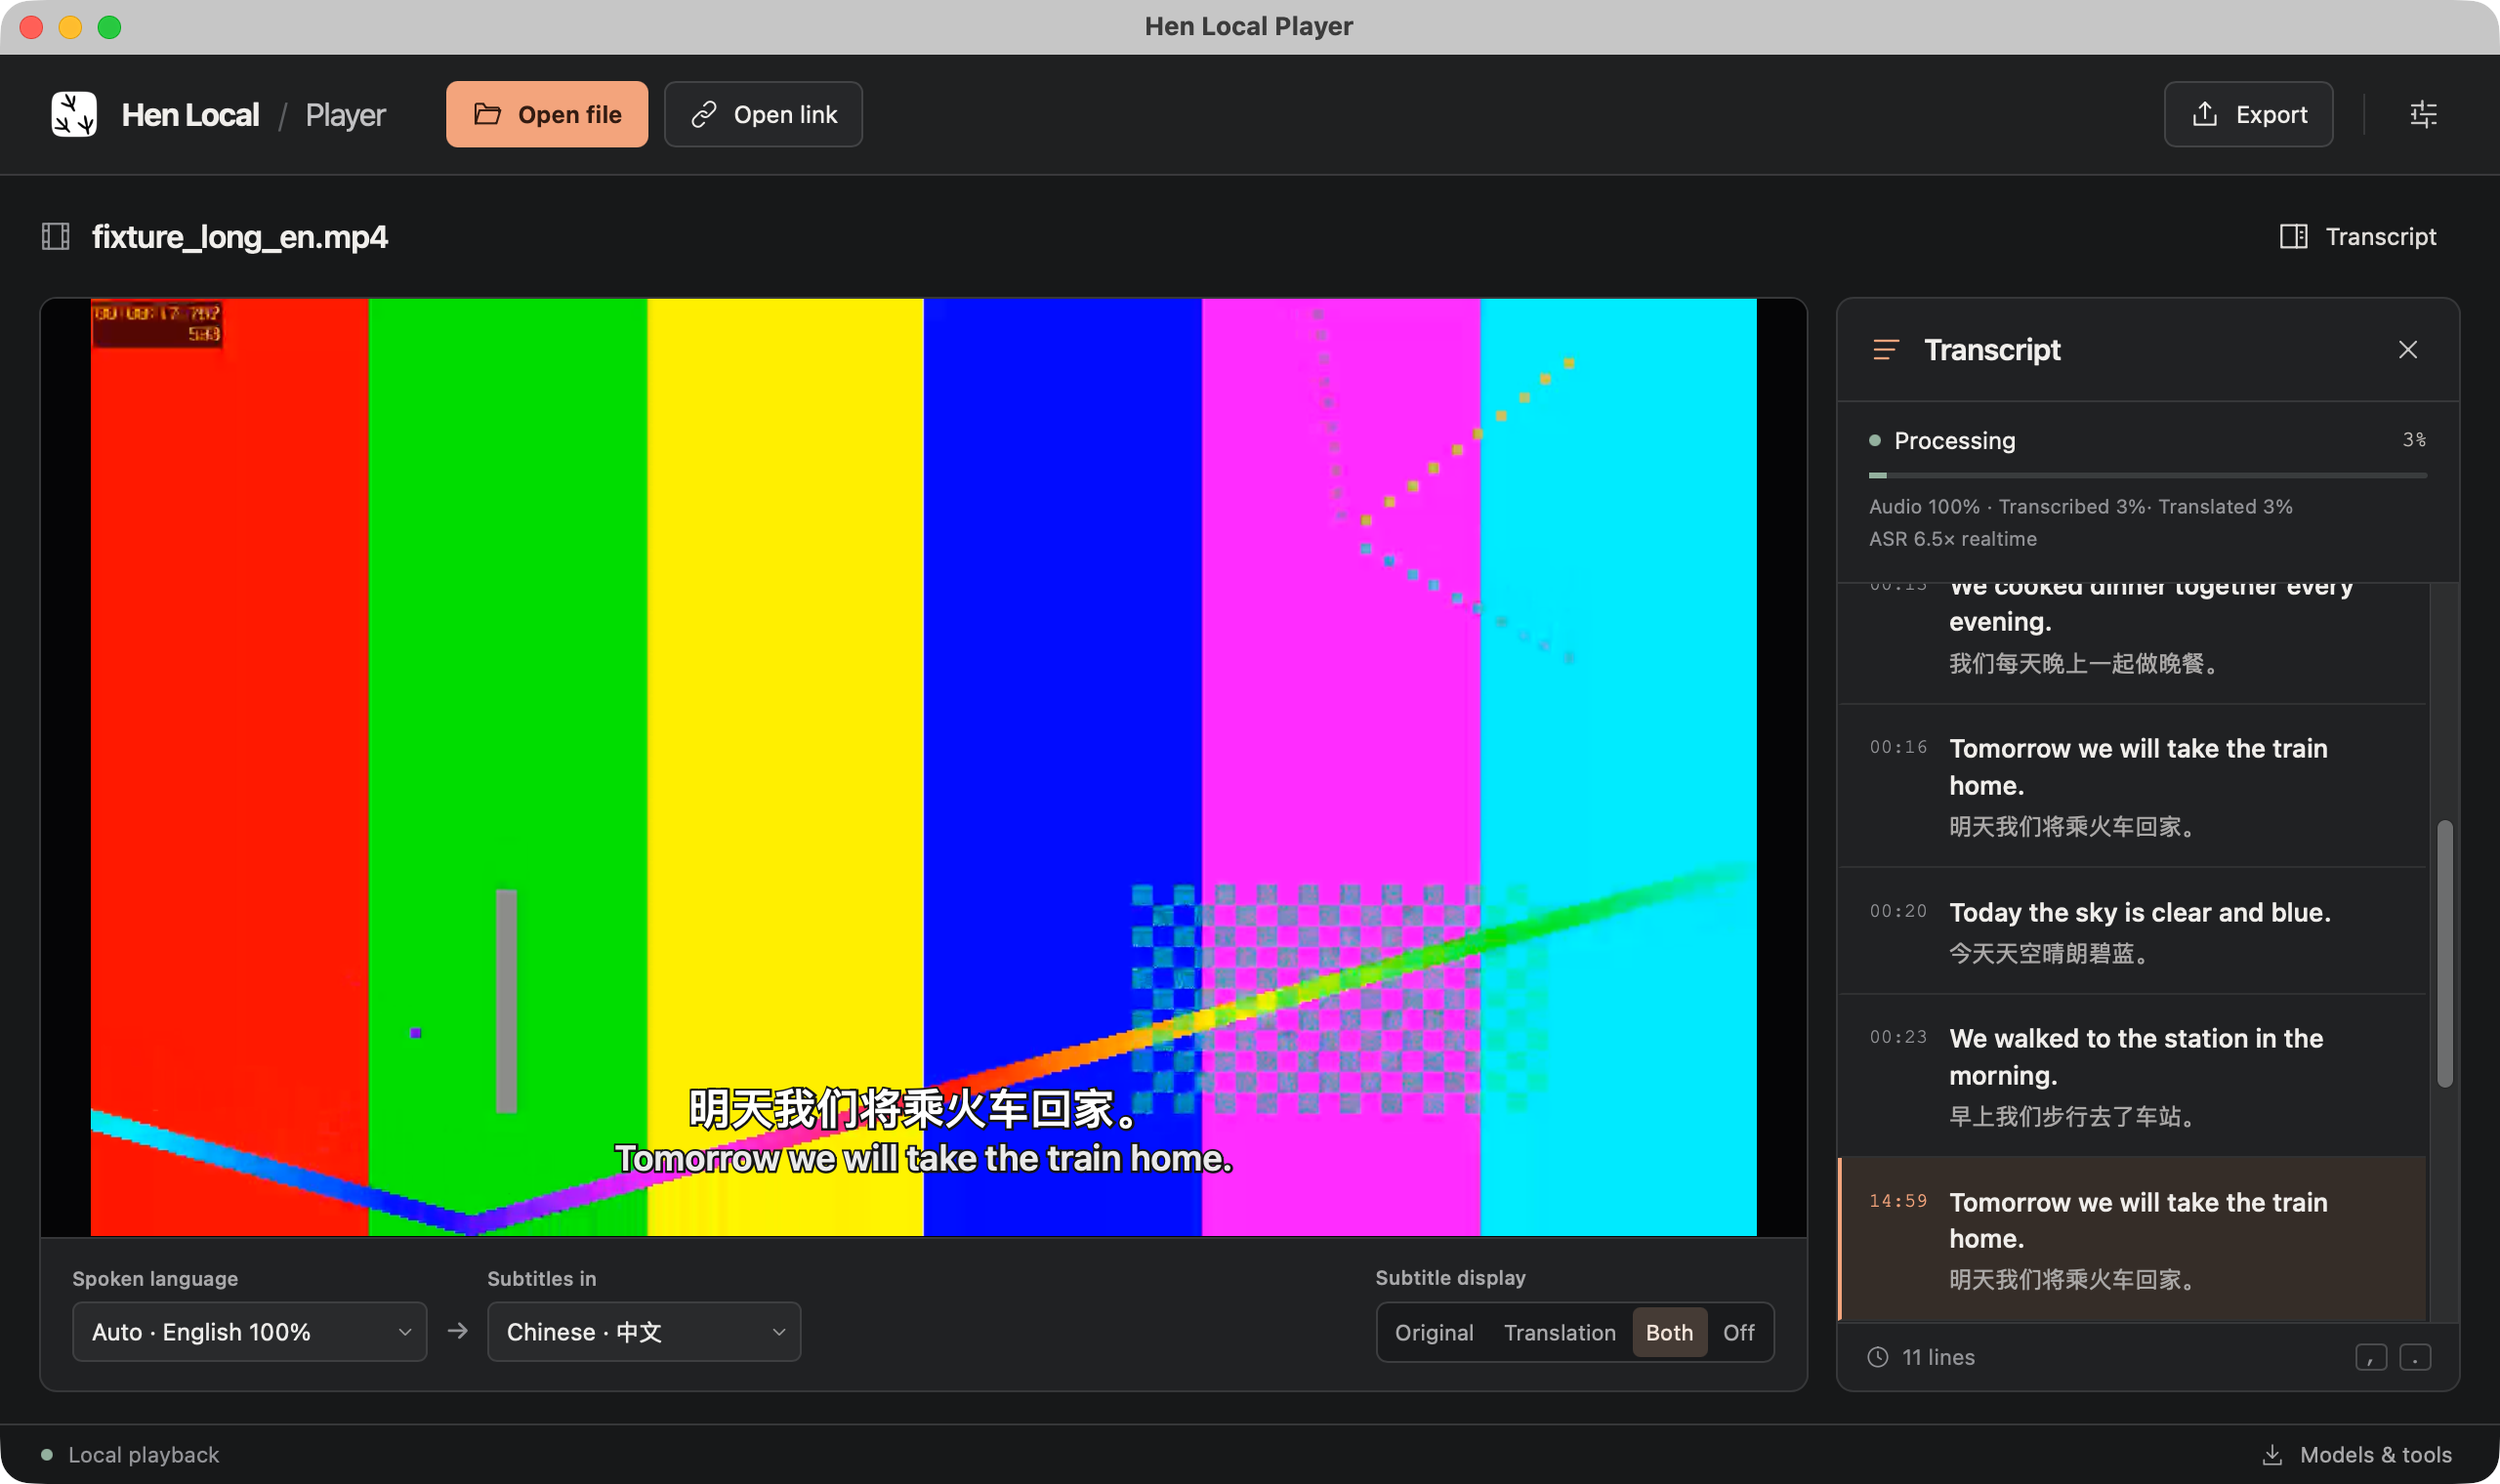 Hen Local Player
Hen Local / Player
Open file
Open link
Export
fixture_long_en.mp4
Transcript
Transcript
Processing
3%
Audio 100% · Transcribed 3%· Translated 3%
ASR 6.5× realtime
We cooked dinner together every
evening.
我们每天晚上一起做晚餐。
00:16
Tomorrow we will take the train
home.
明天我们将乘火车回家。
00:20
Today the sky is clear and blue.
今天天空晴朗碧蓝。
00:23
We walked to the station in the
morning.
早上我们步行去了车站。
14:59
Tomorrow we will take the train
home.
明天我们将乘火车回家。
11 lines
, .
明天我们将乘火车回家。
Tomorrow we will take the train home.
Spoken language
Auto · English 100%
Subtitles in
Chinese · 中文
Subtitle display
Original
Translation
Both
Off
Local playback
Models & tools